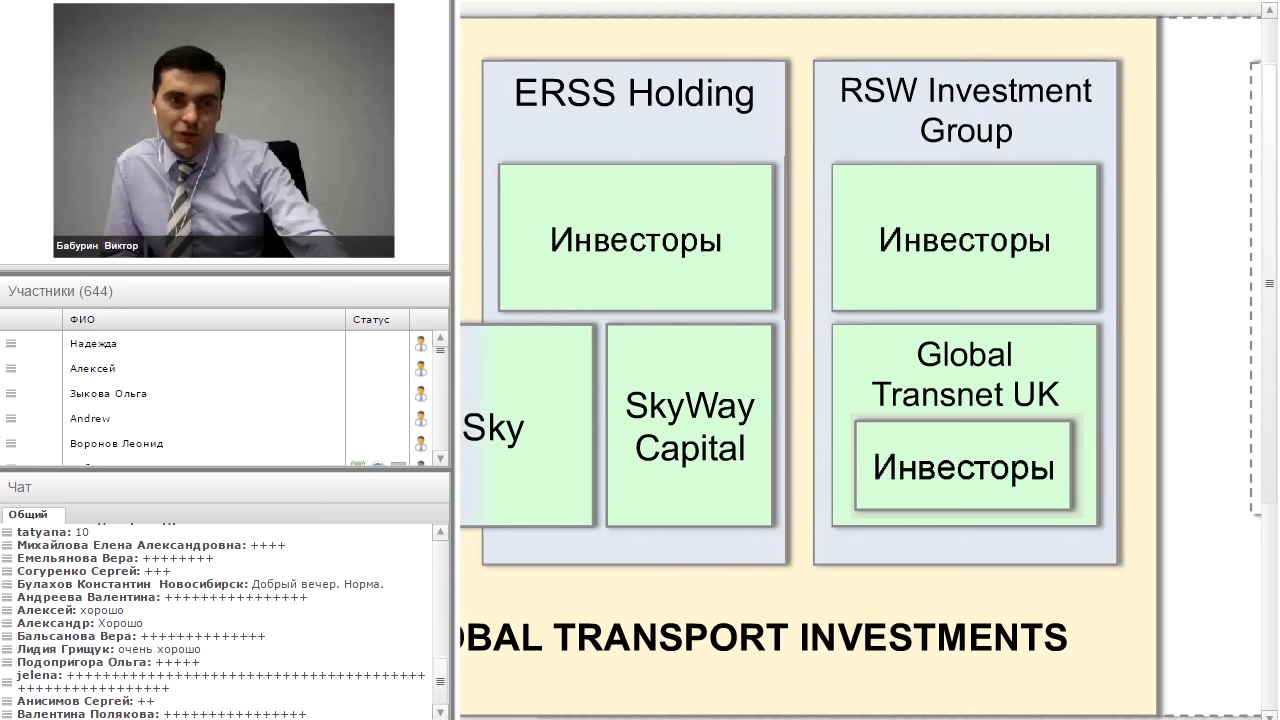 Бабурин Виктор
Участники (644)
ФИО
Статус
Надежда
Алексей
Зыкова Ольга
Andrew
Воронов Леонид
Чат
Общий
tatyana: 10
Михайлова Елена Александровна: ++++
Емельянова Вера: ++++++++
Согуренко Сергей: +++
Булахов Константин Новосибирск: Добрый вечер. Норма.
Андреева Валентина: ++++++++++++++++
Алексей: хорошо
Александр: Хорошо
Бальсанова Вера: ++++++++++++++
Лидия Грищук: очень хорошо
Подопригора Ольга: +++++
jelena: ++++++++++++++++++++++++++++++++++++++++
+++++++++++++++++
Анисимов Сергей: ++
Валентина Полякова: ++++++++++++++++
ERSS Holding
Инвесторы
Sky
SkyWay
Capital
RSW Investment
Group
Инвесторы
Global
Transnet UK
Инвесторы
OBAL TRANSPORT INVESTMENTS